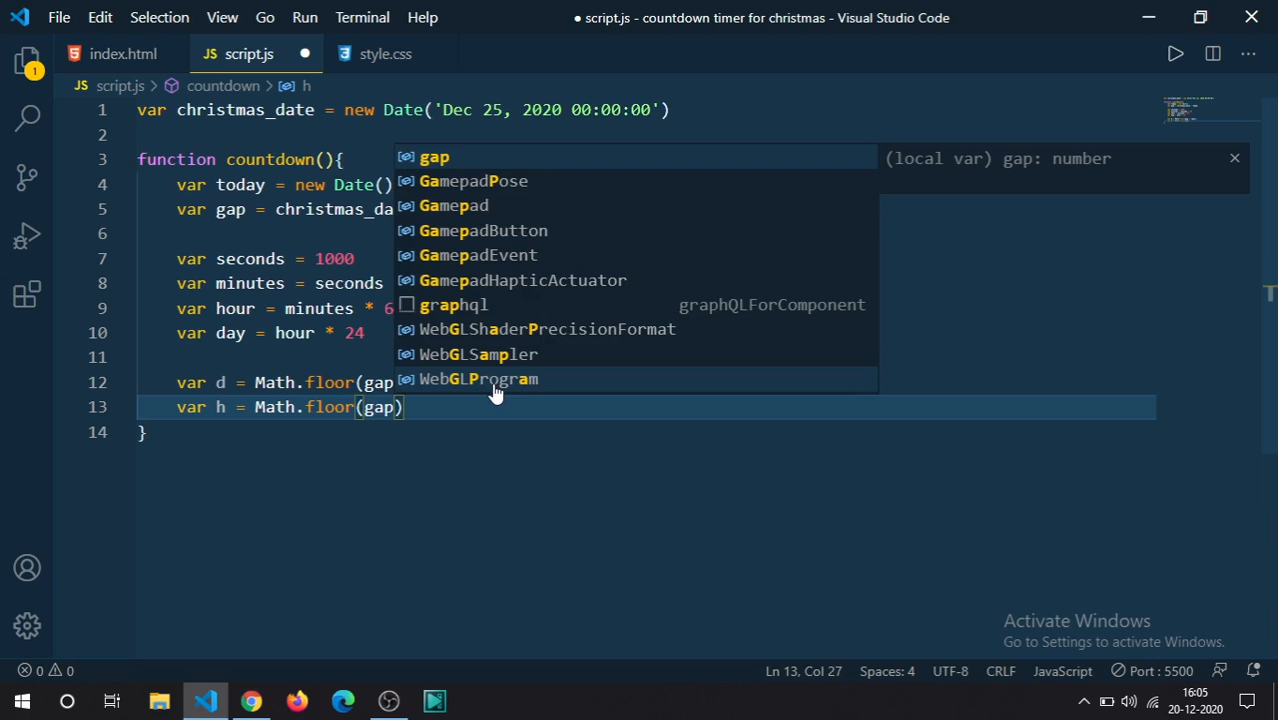 File Edit Selection View Go Run Terminal Help
● script.js - countdown timer for christmas - Visual Studio Code
index.html JS script.js ● style.css
1
JS script.js > countdown > h
1 var christmas_date = new Date('Dec 25, 2020 00:00:00')
2
3 function countdown(){
4 var today = new Date()
5 var gap = christmas_da
6
7 var seconds = 1000
8 var minutes = seconds
9 var hour = minutes * 6
10 var day = hour * 24
11
12 var d = Math.floor(gap
13 var h = Math.floor(gap)
14 }
gap
GamepadPose
Gamepad
GamepadButton
GamepadEvent
GamepadHapticActuator
graphql graphQLForComponent
WebGLShaderPrecisionFormat
WebGLSampler
WebGLProgram
(local var) gap: number
Activate Windows
Go to Settings to activate Windows.
0 0 Ln 13, Col 27 Spaces: 4 UTF-8 CRLF JavaScript Port : 5500
16:05
20-12-2020